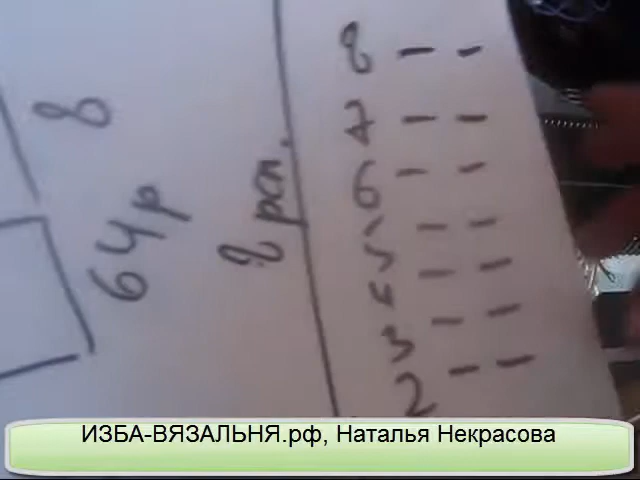 8
64р
8 рсп.
8 – –
7 – –
6 – –
5 – –
4 – –
3 – –
2 – –
ИЗБА-ВЯЗАЛЬНЯ.рф, Наталья Некрасова